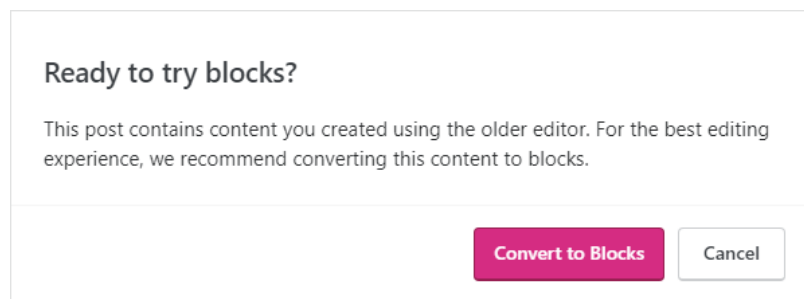 Ready to try blocks?
This post contains content you created using the older editor. For the best editing
experience, we recommend converting this content to blocks.
Convert to Blocks
Cancel